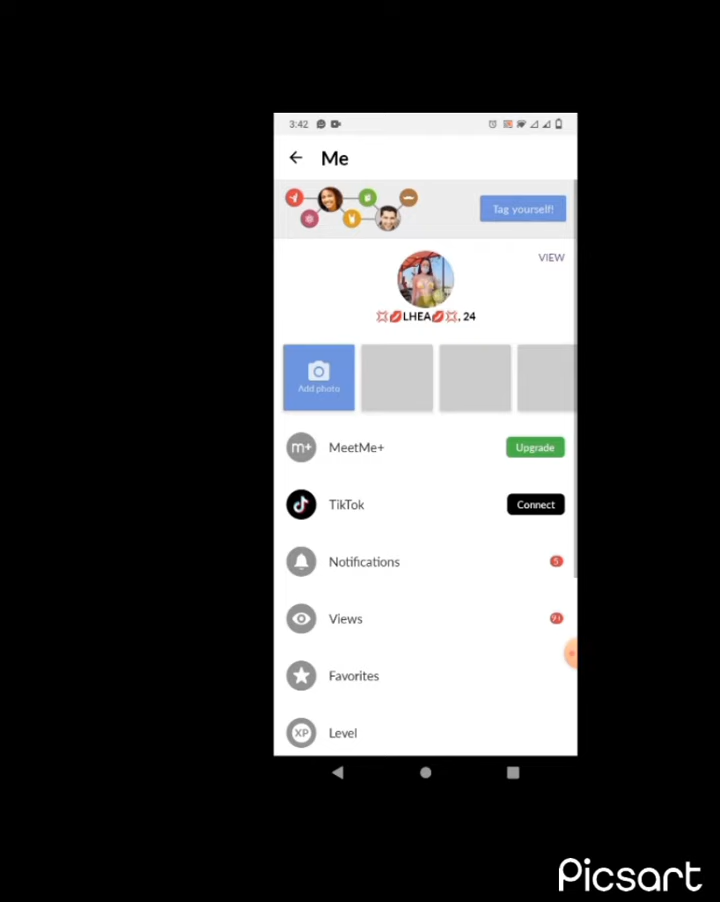 3:42
Me
Tag yourself!
VIEW
💢💋LHEA💋💢, 24
Add photo
m+ MeetMe+ Upgrade
TikTok Connect
Notifications 5
Views
Favorites
XP Level
Picsart